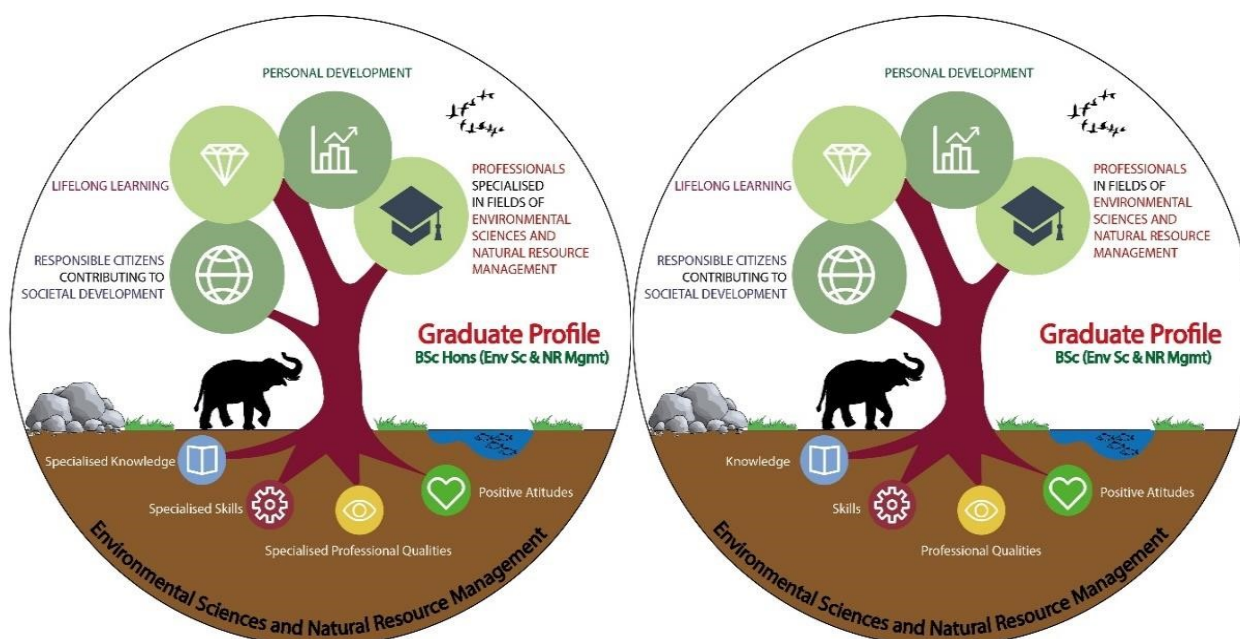 PERSONAL DEVELOPMENT
LIFELONG LEARNING
PROFESSIONALS
SPECIALISED
IN FIELDS OF
ENVIRONMENTAL
SCIENCES AND
NATURAL RESOURCE
MANAGEMENT
RESPONSIBLE CITIZENS
CONTRIBUTING TO
SOCIETAL DEVELOPMENT
Graduate Profile
BSc Hons (Env Sc & NR Mgmt)
Specialised Knowledge
Specialised Skills
Specialised Professional Qualities
Positive Atitudes
Environmental Sciences and Natural Resource Management
PERSONAL DEVELOPMENT
LIFELONG LEARNING
PROFESSIONALS
IN FIELDS OF
ENVIRONMENTAL
SCIENCES AND
NATURAL RESOURCE
MANAGEMENT
RESPONSIBLE CITIZENS
CONTRIBUTING TO
SOCIETAL DEVELOPMENT
Graduate Profile
BSc (Env Sc & NR Mgmt)
Knowledge
Skills
Professional Qualities
Positive Atitudes
Environmental Sciences and Natural Resource Management